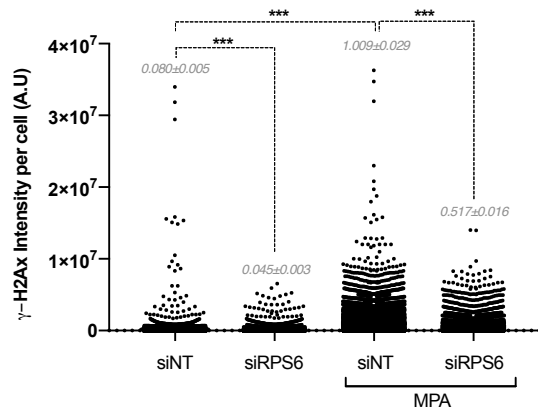 ***
***
***
1.009±0.029
0.080±0.005
0.517±0.016
0.045±0.003
γ-H2Ax Intensity per cell (A.U)
4×10⁷
3×10⁷
2×10⁷
1×10⁷
0
siNT
siRPS6
siNT
siRPS6
MPA